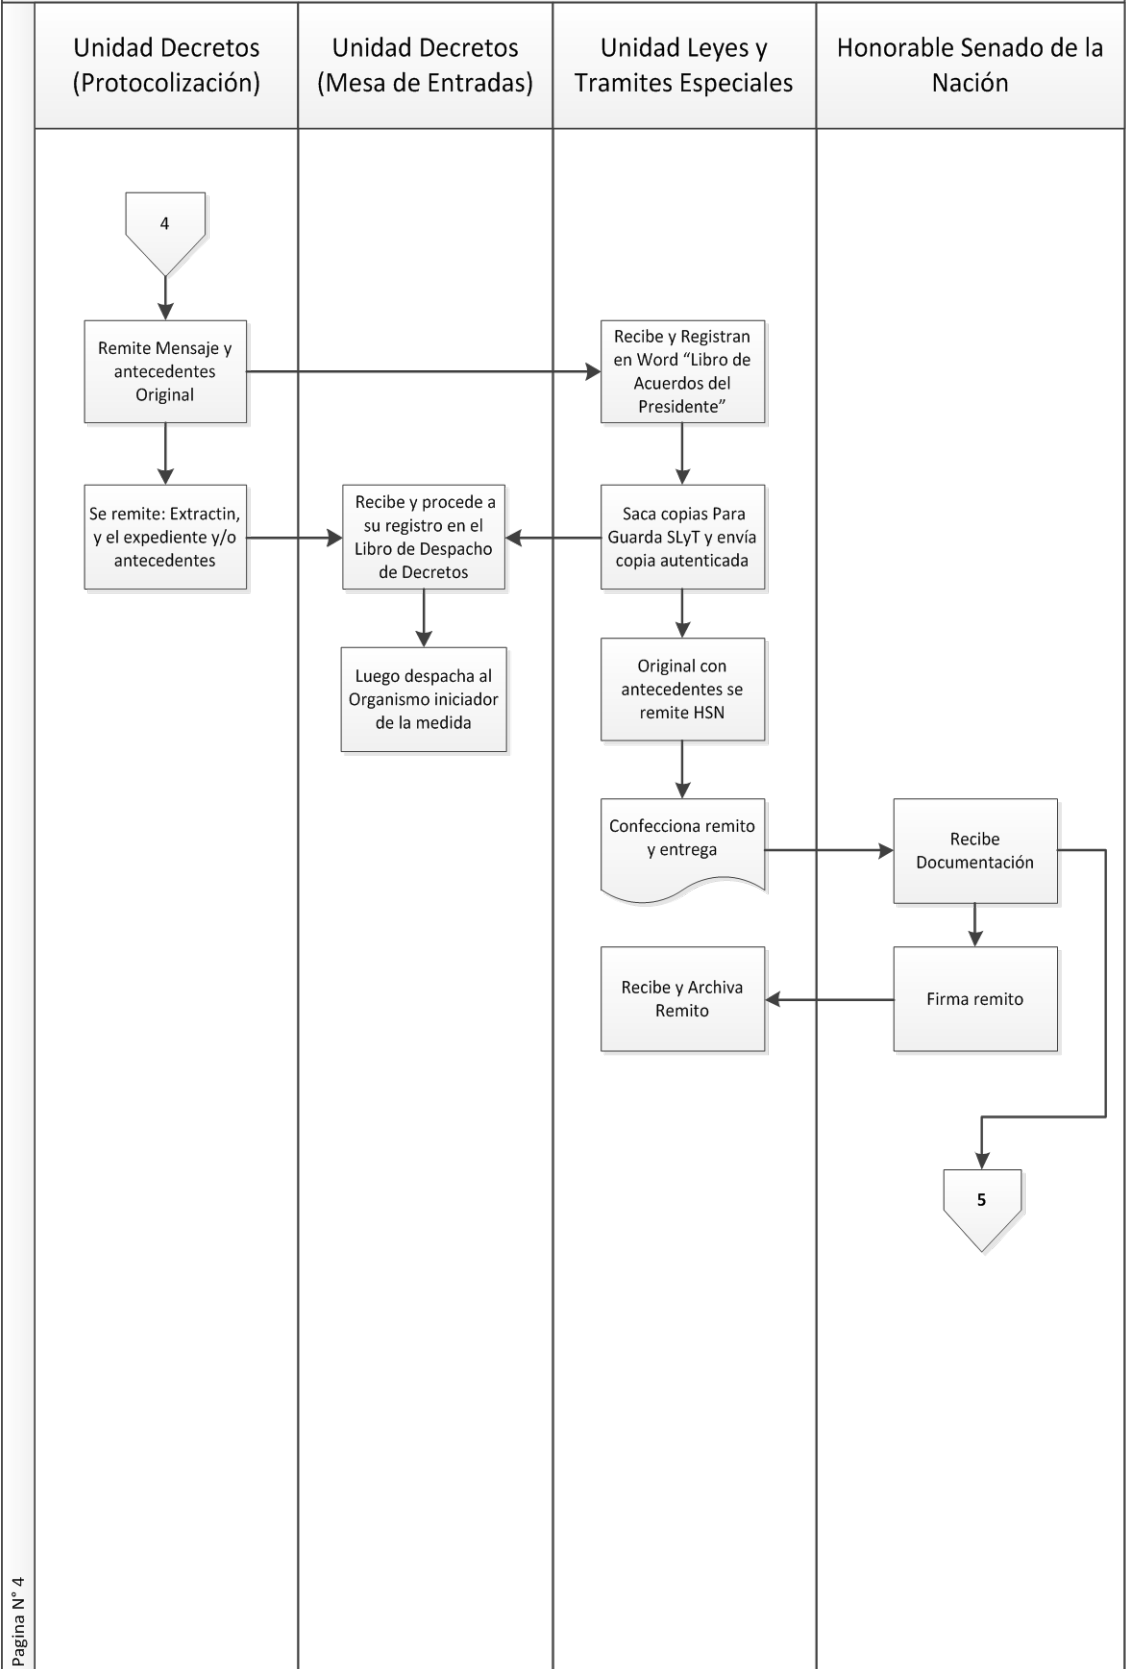 Unidad Decretos
(Protocolización)
Unidad Decretos
(Mesa de Entradas)
Unidad Leyes y
Tramites Especiales
Honorable Senado de la
Nación
4
Remite Mensaje y
antecedentes
Original
Recibe y Registran
en Word “Libro de
Acuerdos del
Presidente”
Se remite: Extractin,
y el expediente y/o
antecedentes
Recibe y procede a
su registro en el
Libro de Despacho
de Decretos
Saca copias Para
Guarda SLyT y envía
copia autenticada
Luego despacha al
Organismo iniciador
de la medida
Original con
antecedentes se
remite HSN
Confecciona remito
y entrega
Recibe
Documentación
Recibe y Archiva
Remito
Firma remito
5
Pagina N° 4